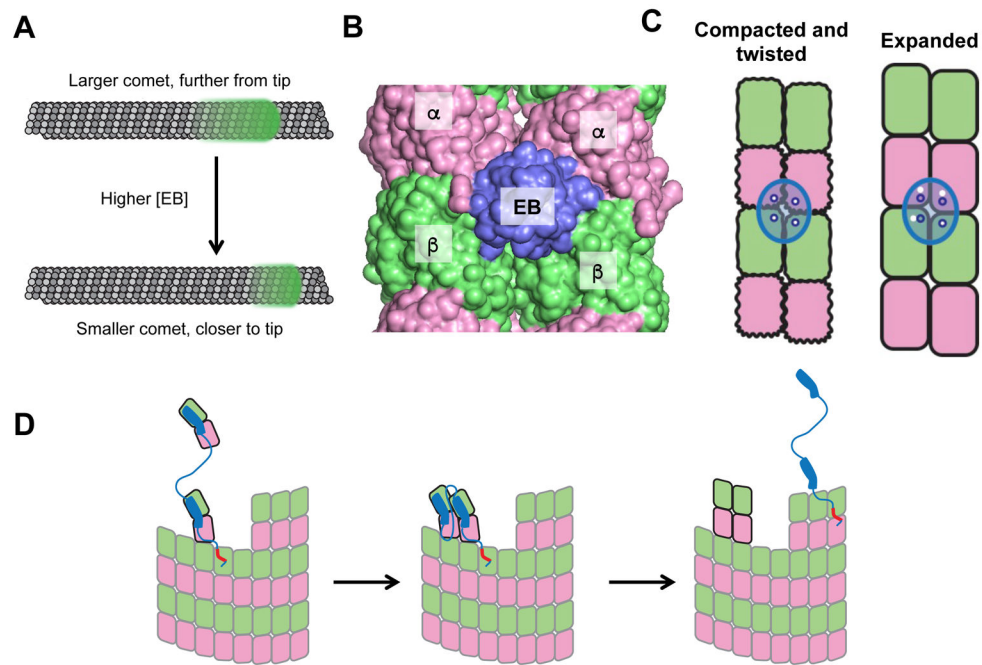 A
Larger comet, further from tip
Higher [EB]
Smaller comet, closer to tip
B
α
α
EB
β
β
C
Compacted and
twisted
Expanded
D